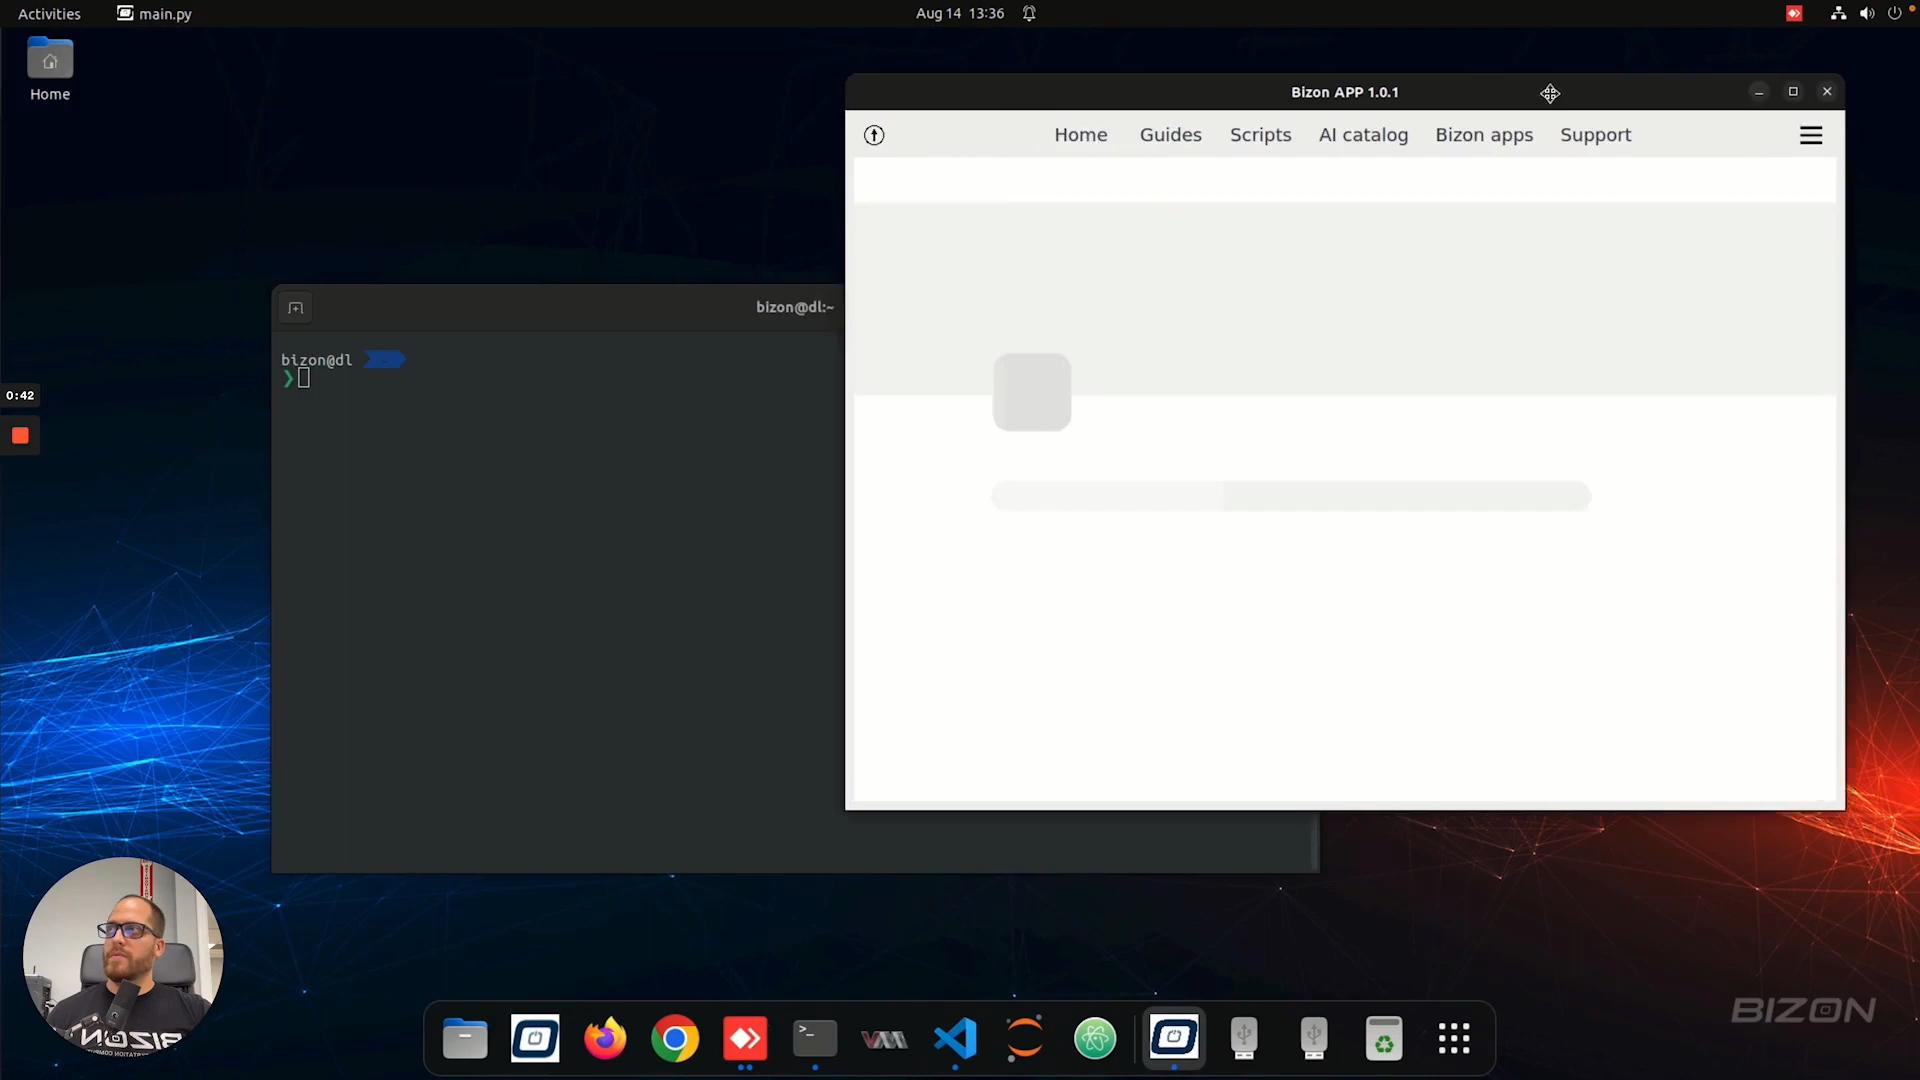 Activities
main.py
Aug 14 13:36
Home
Bizon APP 1.0.1
Home
Guides
Scripts
AI catalog
Bizon apps
Support
bizon@dl:~
bizon@dl ~
❯
0:42
BIZON
BIZON
>_